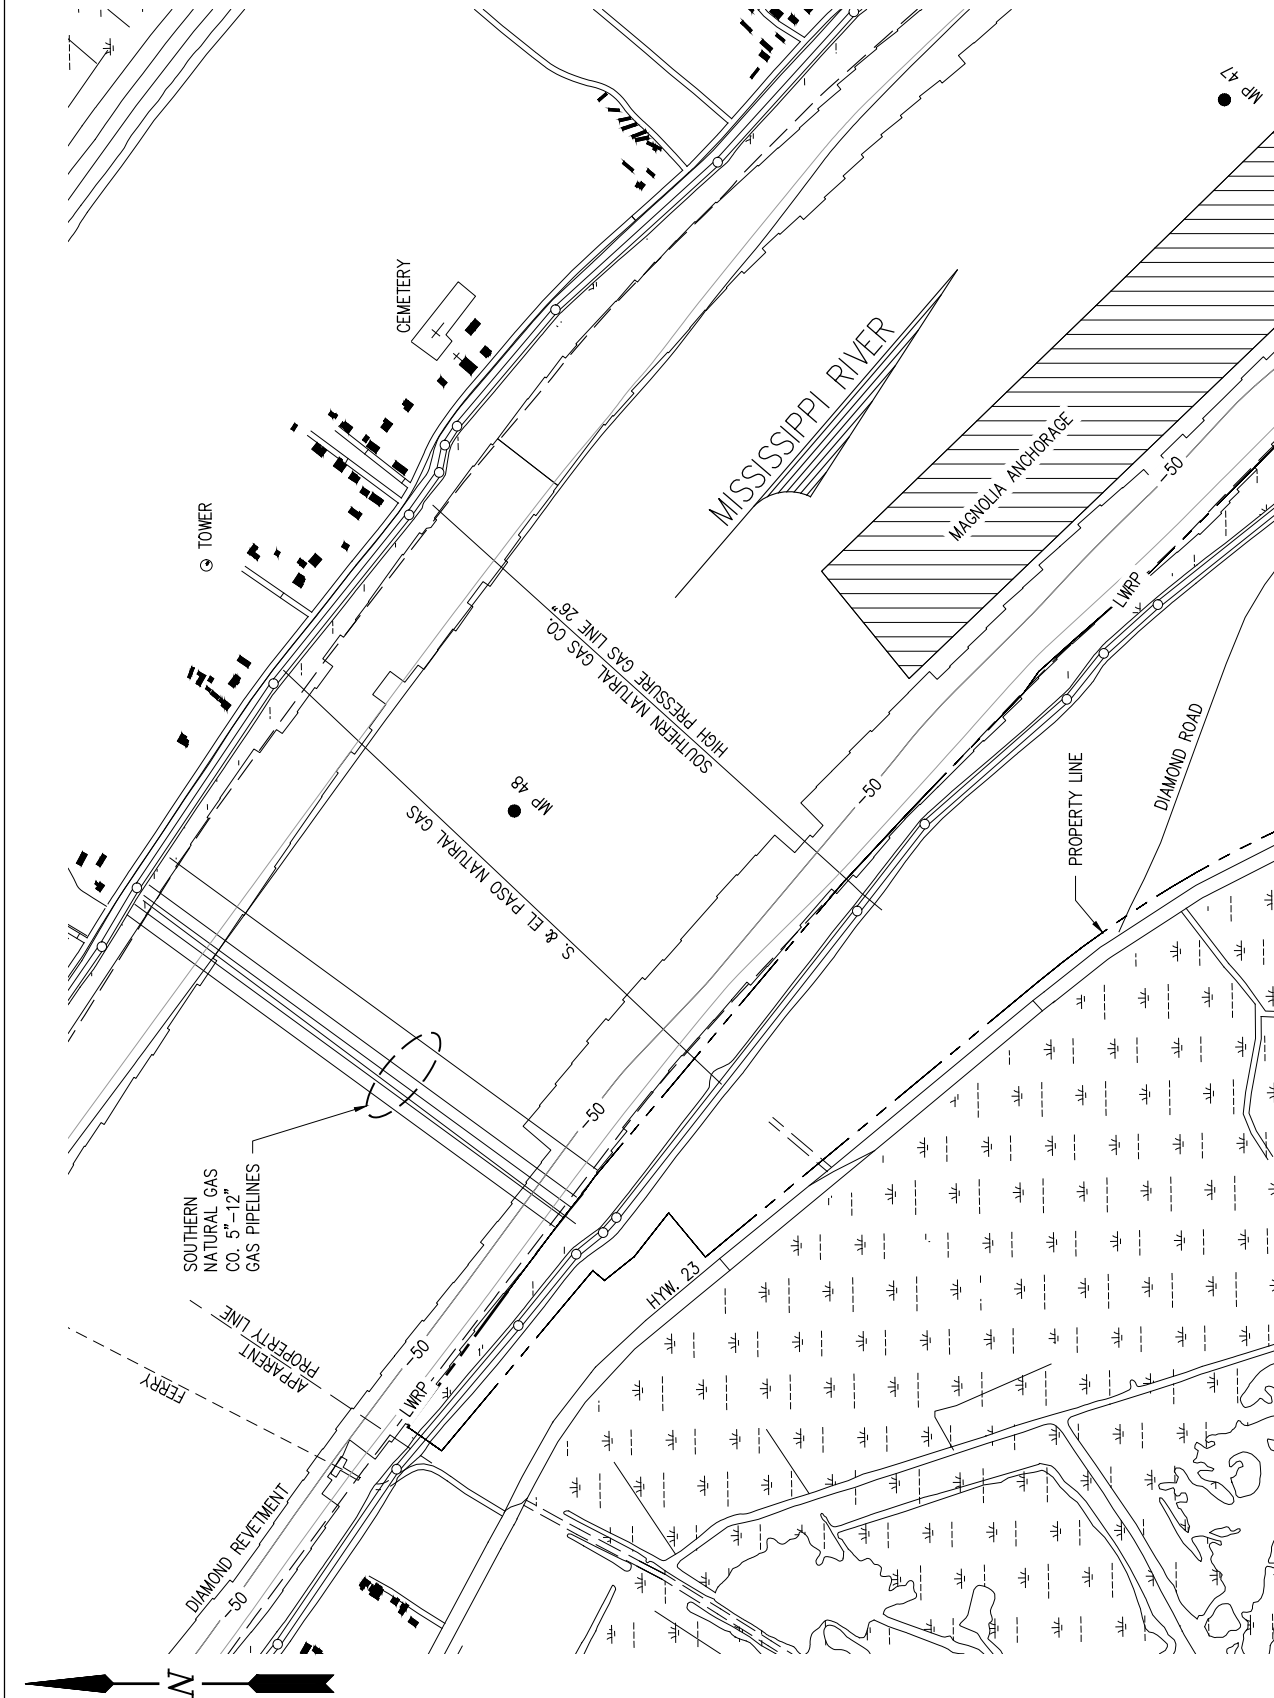 MP 47
CEMETERY
MISSISSIPPI RIVER
TOWER
MAGNOLIA ANCHORAGE
-50
LWRP
SOUTHERN NATURAL GAS CO.
HIGH PRESSURE GAS LINE 26"
MP 48
S. & EL PASO NATURAL GAS
-50
DIAMOND ROAD
PROPERTY LINE
-50
SOUTHERN
NATURAL GAS
CO. 5"-12"
GAS PIPELINES
HYW. 23
APPARENT
PROPERTY LINE
FERRY
-50
LWRP
DIAMOND REVETMENT
-50
N